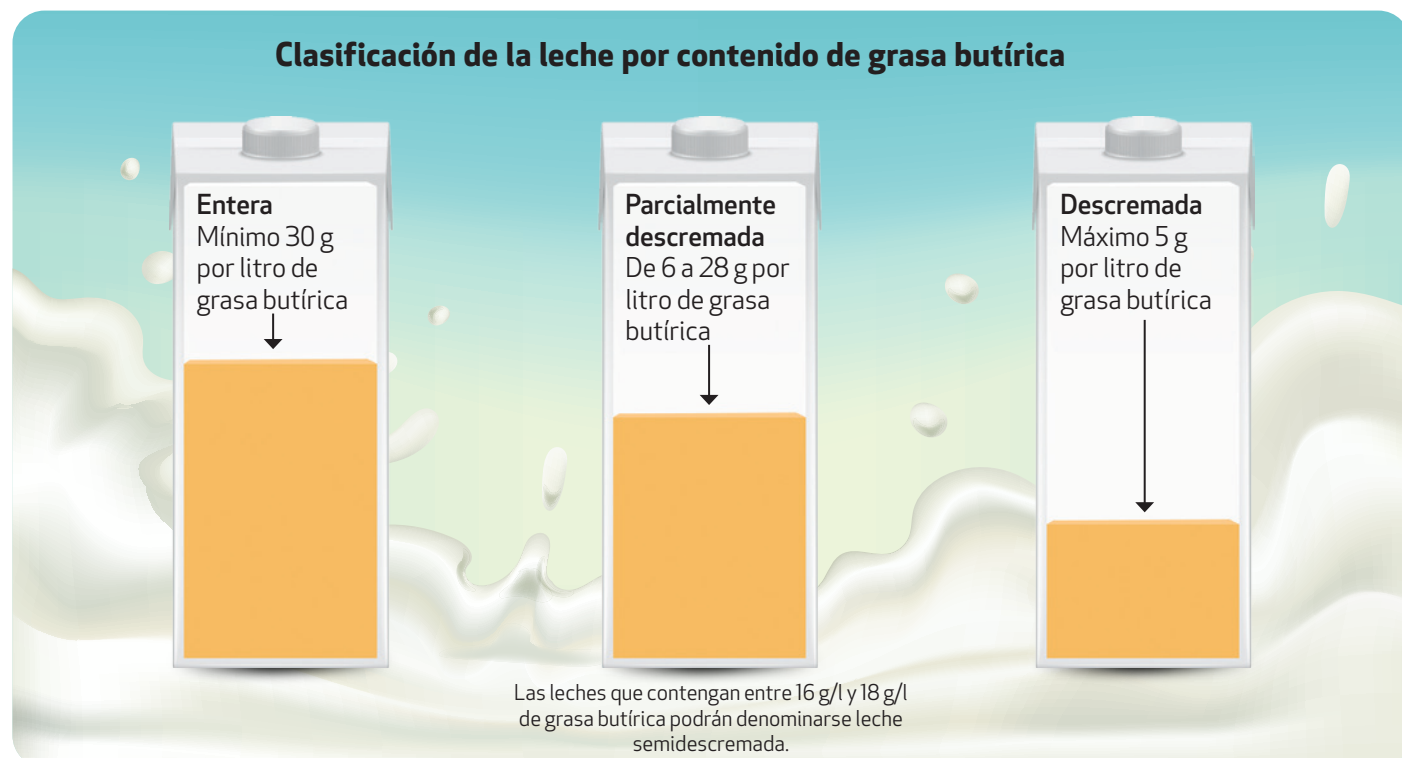 Clasificación de la leche por contenido de grasa butírica
Entera
Mínimo 30 g
por litro de
grasa butírica
Parcialmente
descremada
De 6 a 28 g por
litro de grasa
butírica
Descremada
Máximo 5 g
por litro de
grasa butírica
Las leches que contengan entre 16 g/l y 18 g/l
de grasa butírica podrán denominarse leche
semidescremada.